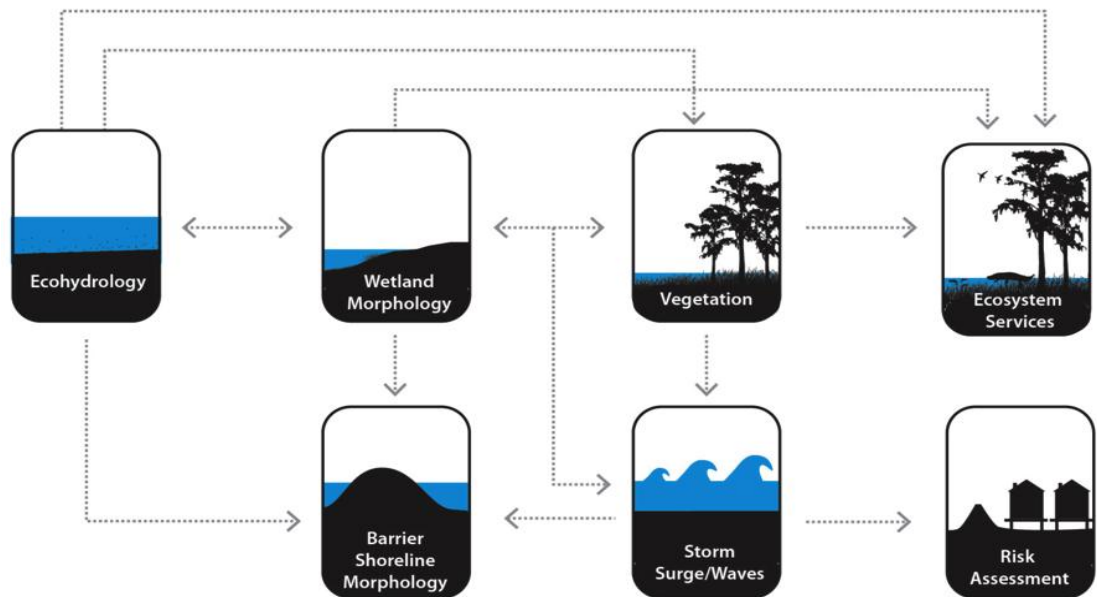 Ecohydrology
Wetland
Morphology
Vegetation
Ecosystem
Services
Barrier
Shoreline
Morphology
Storm
Surge/Waves
Risk
Assessment